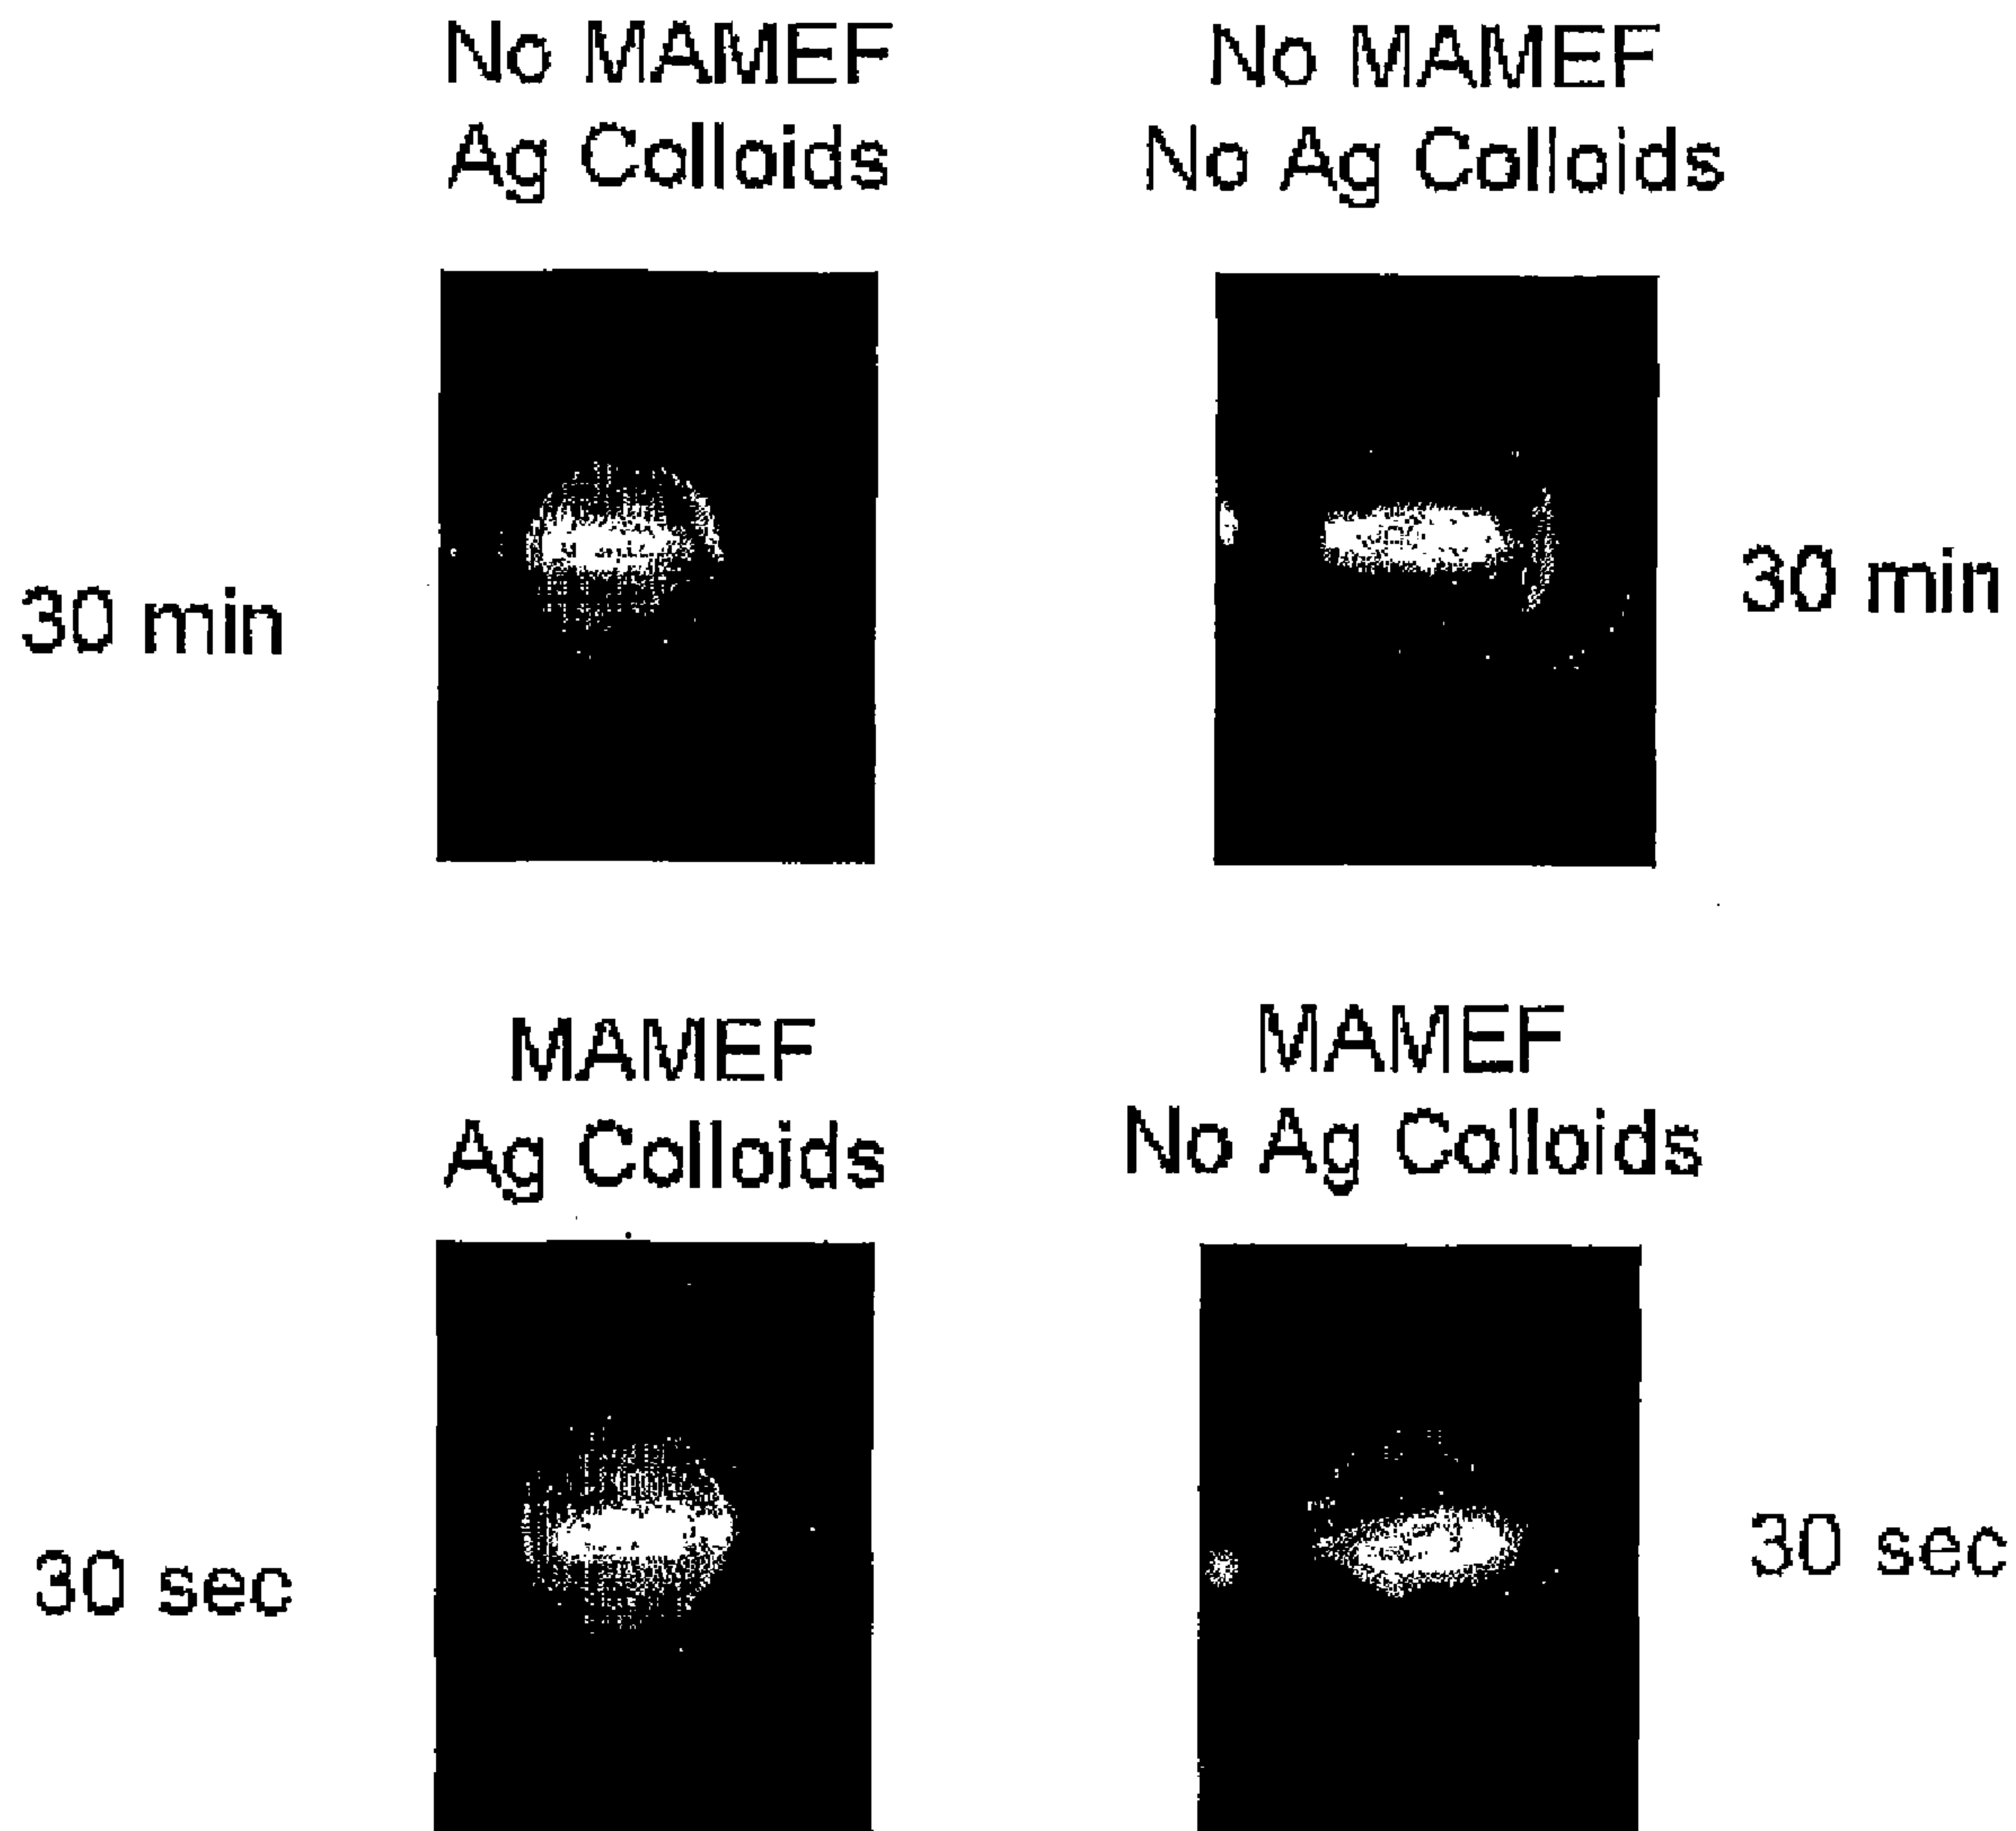 No MAMEF
Ag Colloids
No MAMEF
No Ag Colloids
30 min
30 min
MAMEF
Ag Colloids
MAMEF
No Ag Colloids
30 sec
30 sec